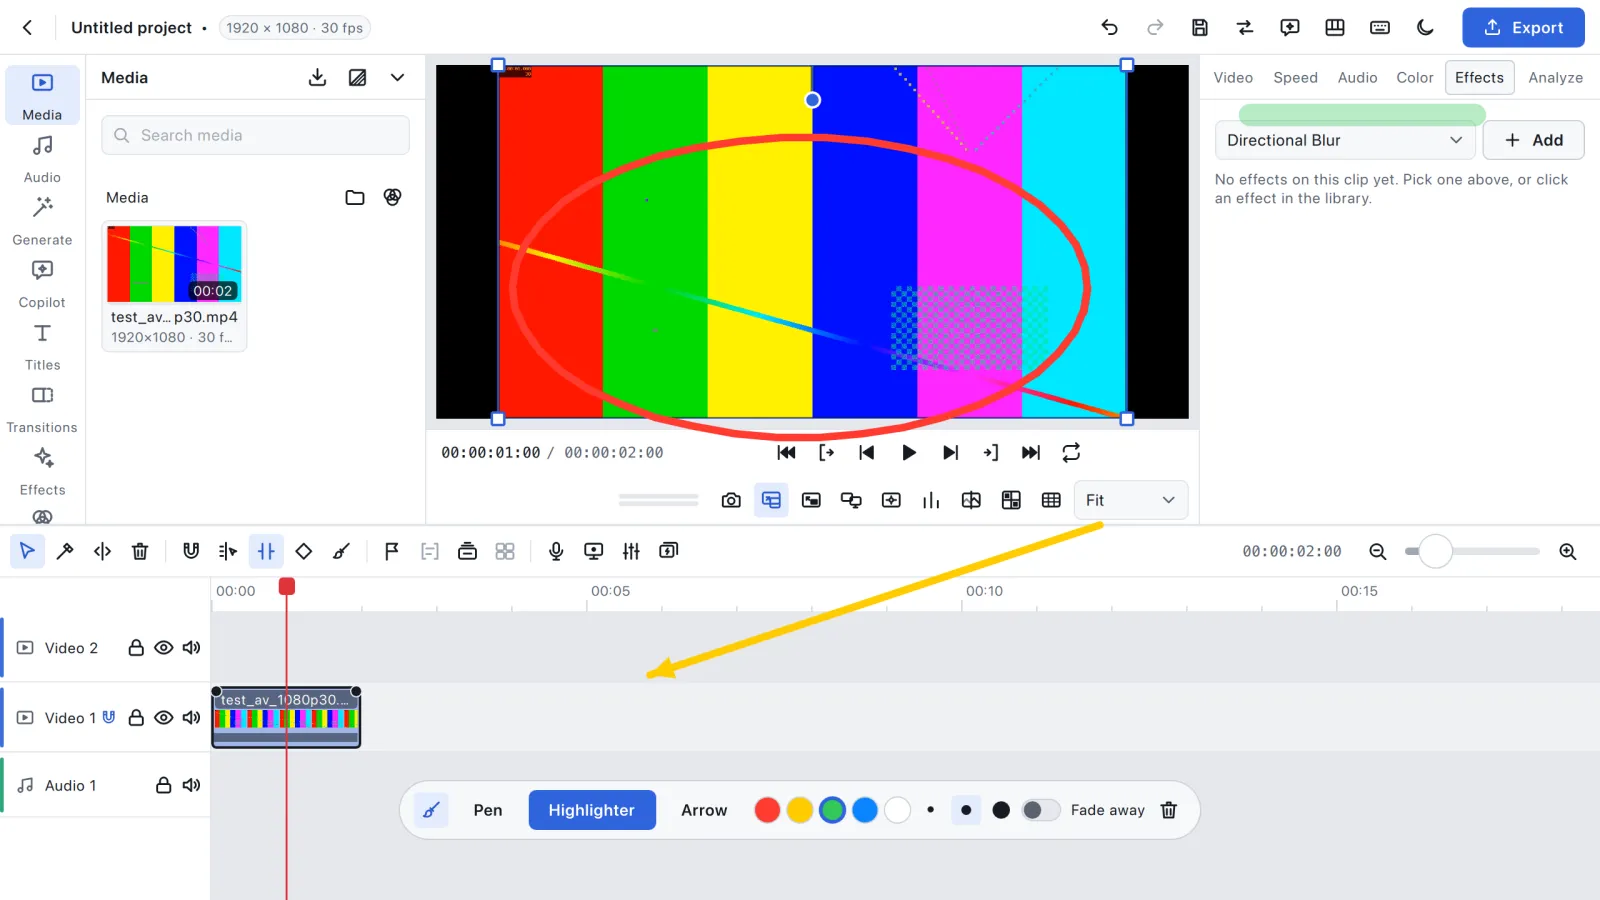 Untitled project • 1920 × 1080 · 30 fps
Export
Media
Audio
Generate
Copilot
Titles
Transitions
Effects
Media
Search media
Media
00:02
test_av...p30.mp4
1920×1080 · 30 f...
00:00:01:00 / 00:00:02:00
Fit
Video Speed Audio Color Effects Analyze
Directional Blur
Add
No effects on this clip yet. Pick one above, or click
an effect in the library.
00:00:02:00
00:00 00:05 00:10 00:15
Video 2
Video 1
test_av_1080p30....
Audio 1
Pen Highlighter Arrow Fade away